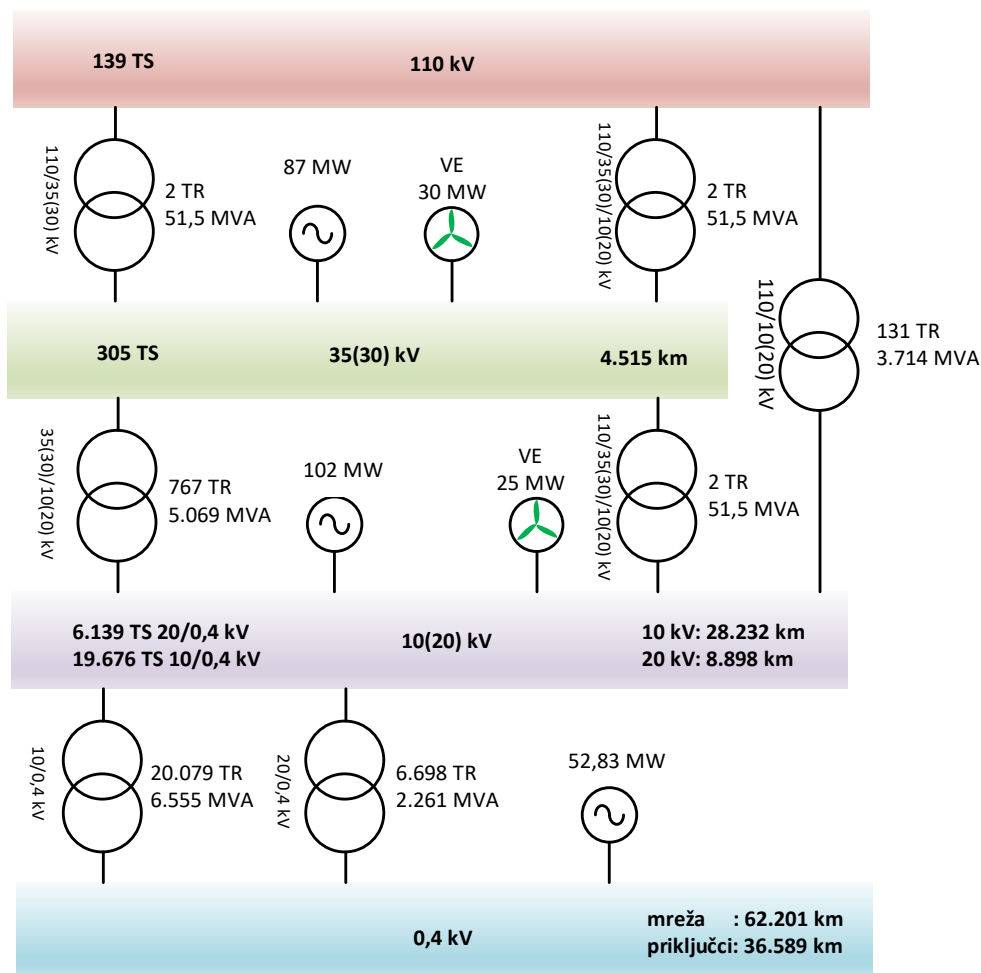 139 TS
110 kV
110/35(30) kV
2 TR
51,5 MVA
87 MW
VE
30 MW
110/35(30)/10(20) kV
2 TR
51,5 MVA
110/10(20) kV
131 TR
3.714 MVA
305 TS
35(30) kV
4.515 km
35(30)/10(20) kV
767 TR
5.069 MVA
102 MW
VE
25 MW
110/35(30)/10(20) kV
2 TR
51,5 MVA
6.139 TS 20/0,4 kV
19.676 TS 10/0,4 kV
10(20) kV
10 kV: 28.232 km
20 kV: 8.898 km
10/0,4 kV
20.079 TR
6.555 MVA
20/0,4 kV
6.698 TR
2.261 MVA
52,83 MW
0,4 kV
mreža : 62.201 km
priključci: 36.589 km